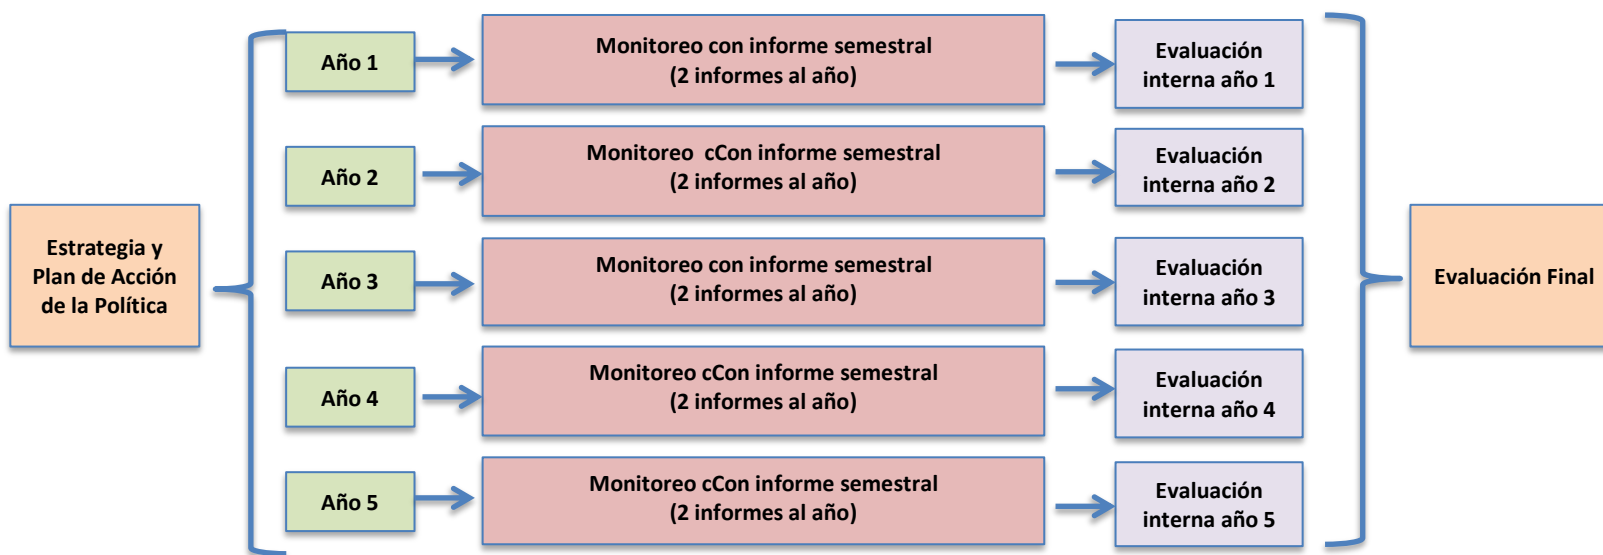 Estrategia y
Plan de Acción
de la Política
Año 1
Monitoreo con informe semestral
(2 informes al año)
Evaluación
interna año 1
Año 2
Monitoreo  cCon informe semestral
(2 informes al año)
Evaluación
interna año 2
Año 3
Monitoreo con informe semestral
(2 informes al año)
Evaluación
interna año 3
Año 4
Monitoreo cCon informe semestral
(2 informes al año)
Evaluación
interna año 4
Año 5
Monitoreo cCon informe semestral
(2 informes al año)
Evaluación
interna año 5
Evaluación Final